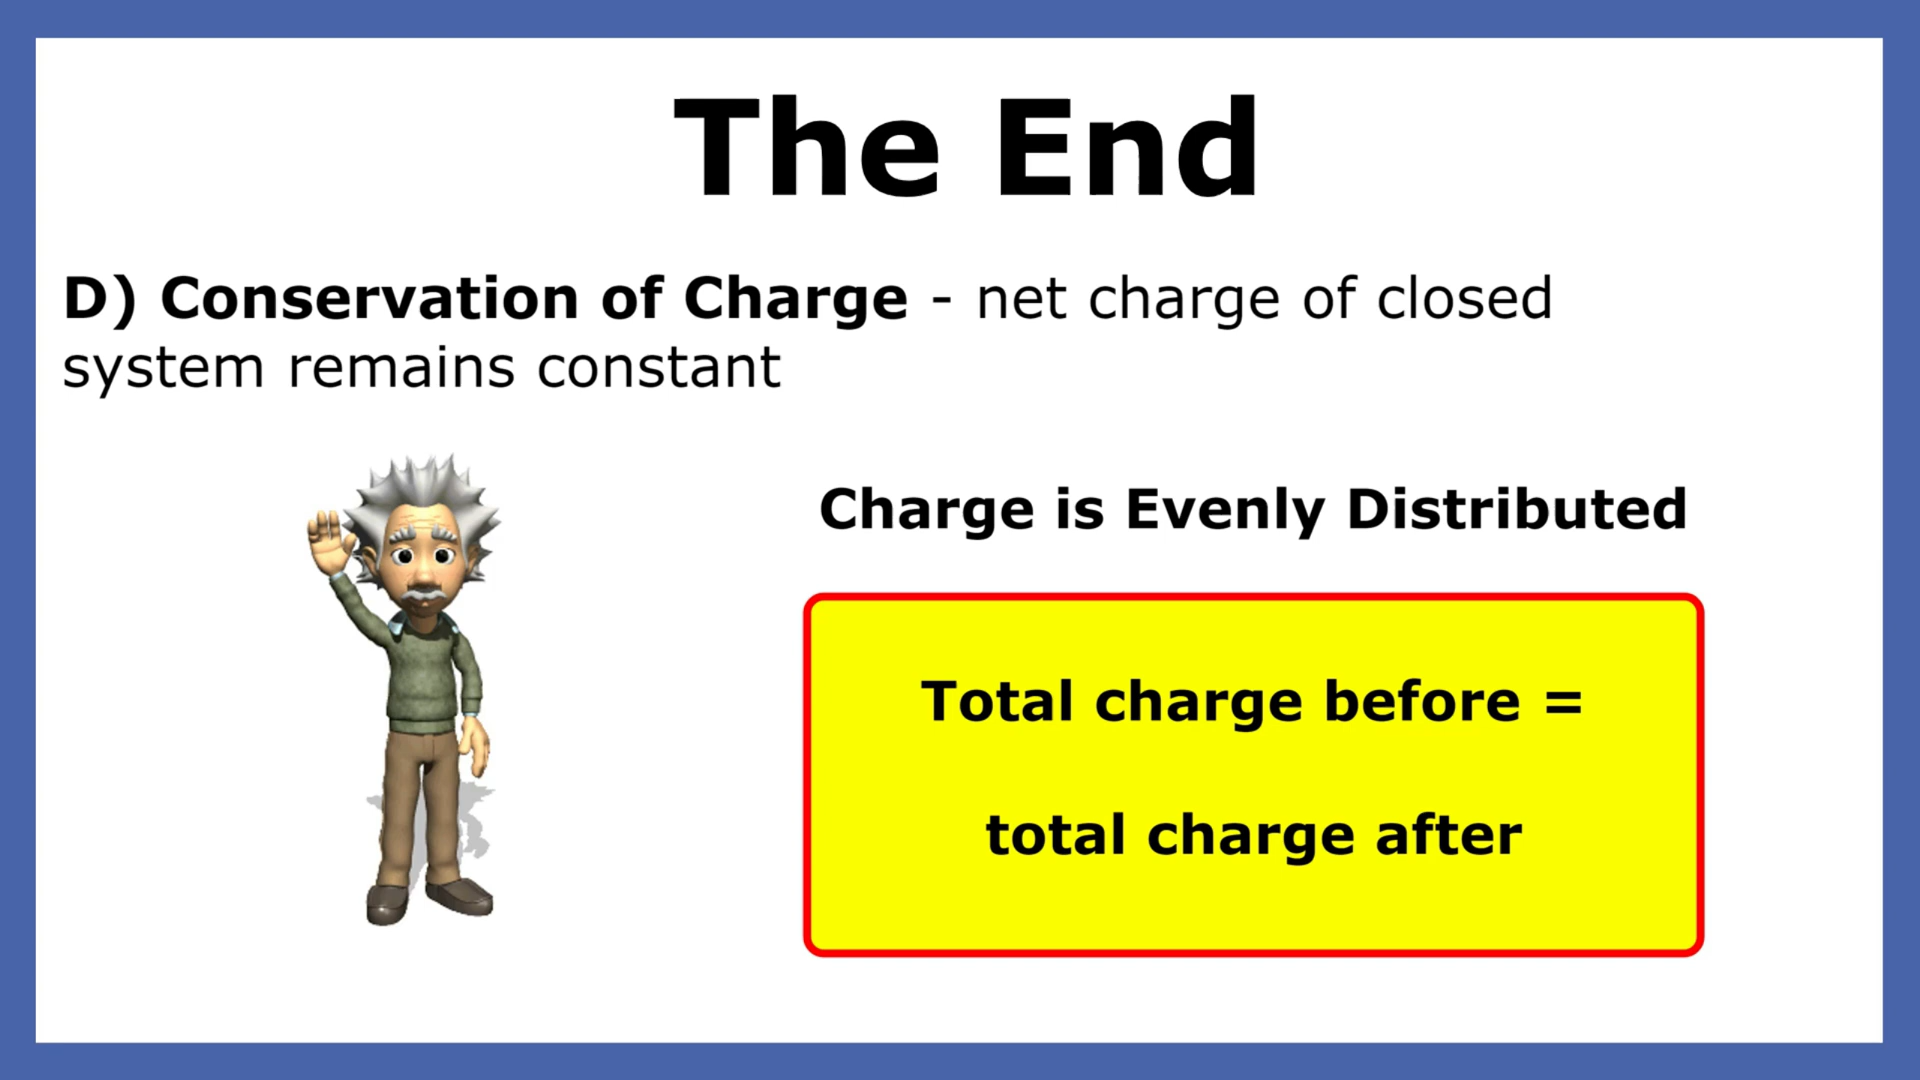 The End
D) Conservation of Charge - net charge of closed
system remains constant
Charge is Evenly Distributed
Total charge before =
total charge after